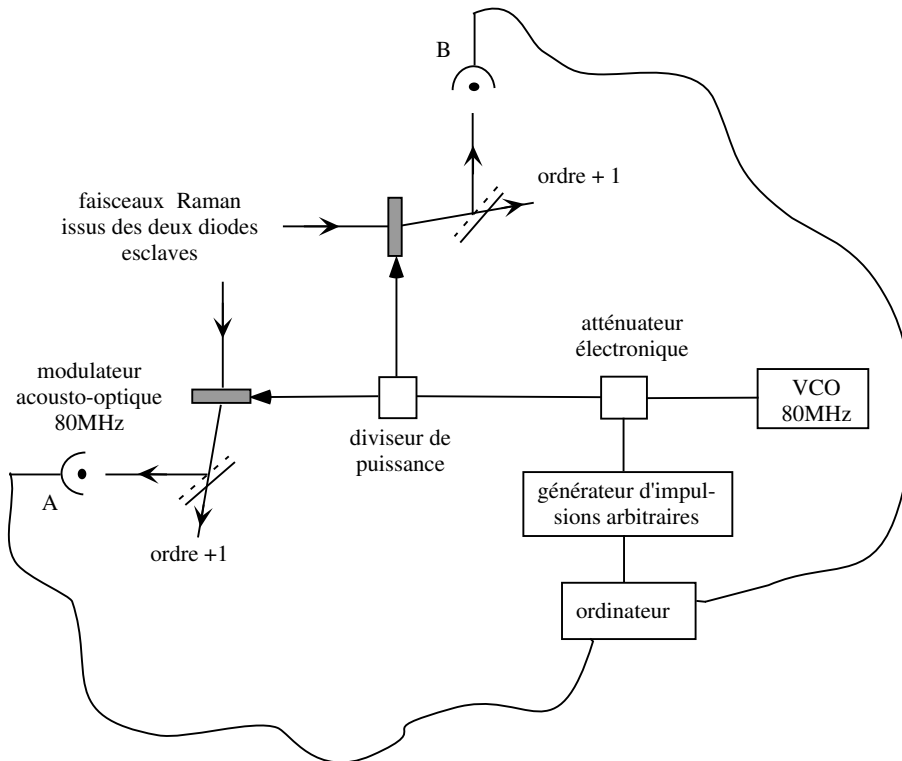 B
ordre + 1
faisceaux Raman
issus des deux diodes
esclaves
atténuateur
électronique
modulateur
acousto-optique
80MHz
VCO
80MHz
diviseur de
puissance
A
générateur d'impul-
sions arbitraires
ordre +1
ordinateur